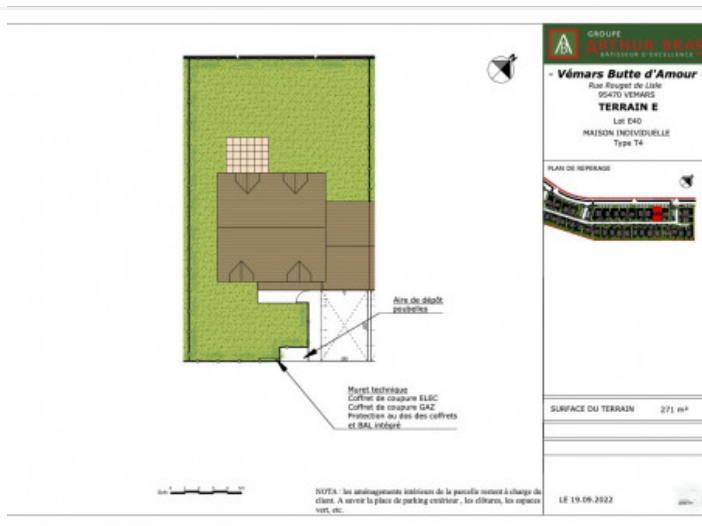 GROUPE
ARTHUR BRAS
BÂTISSEUR D'EXCELLENCE
- Vémars Butte d'Amour -
Rue Rouget de Lisle
95470 VEMARS
TERRAIN E
Lot E40
MAISON INDIVIDUELLE
Type T4
PLAN DE REPERAGE
Aire de dépôt
poubelles
Muret technique
Coffret de coupure ELEC
Coffret de coupure GAZ
Protection au dos des coffrets
et BAL intégré
SURFACE DU TERRAIN 271 m²
NOTA : les aménagements intérieurs de la parcelle restent à charge du
client. A savoir la place de parking extérieur , les clôtures, les espaces
vert, etc.
LE 19.09.2022